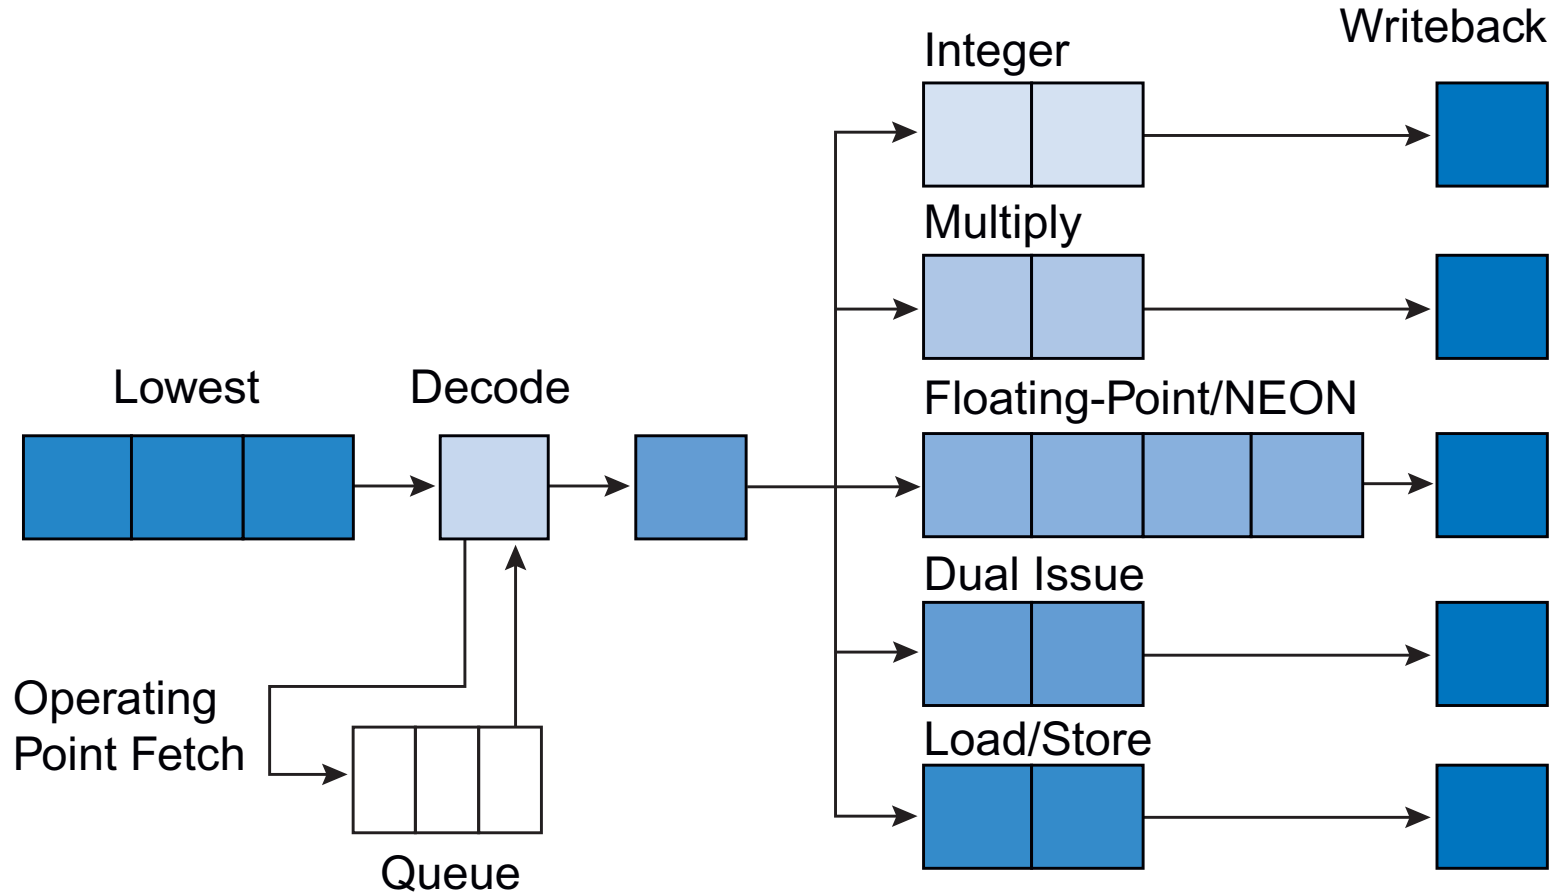 Writeback
Integer
Multiply
Lowest
Decode
Floating-Point/NEON
Dual Issue
Operating
Point Fetch
Load/Store
Queue